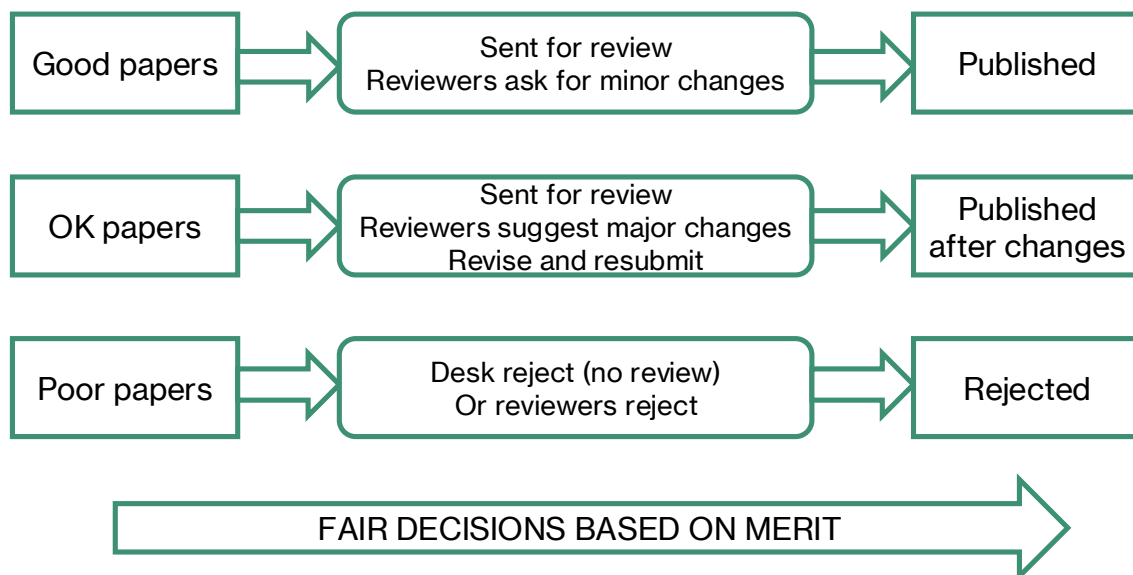 Good papers
Sent for review
Reviewers ask for minor changes
Published
OK papers
Sent for review
Reviewers suggest major changes
Revise and resubmit
Published
after changes
Poor papers
Desk reject (no review)
Or reviewers reject
Rejected
FAIR DECISIONS BASED ON MERIT